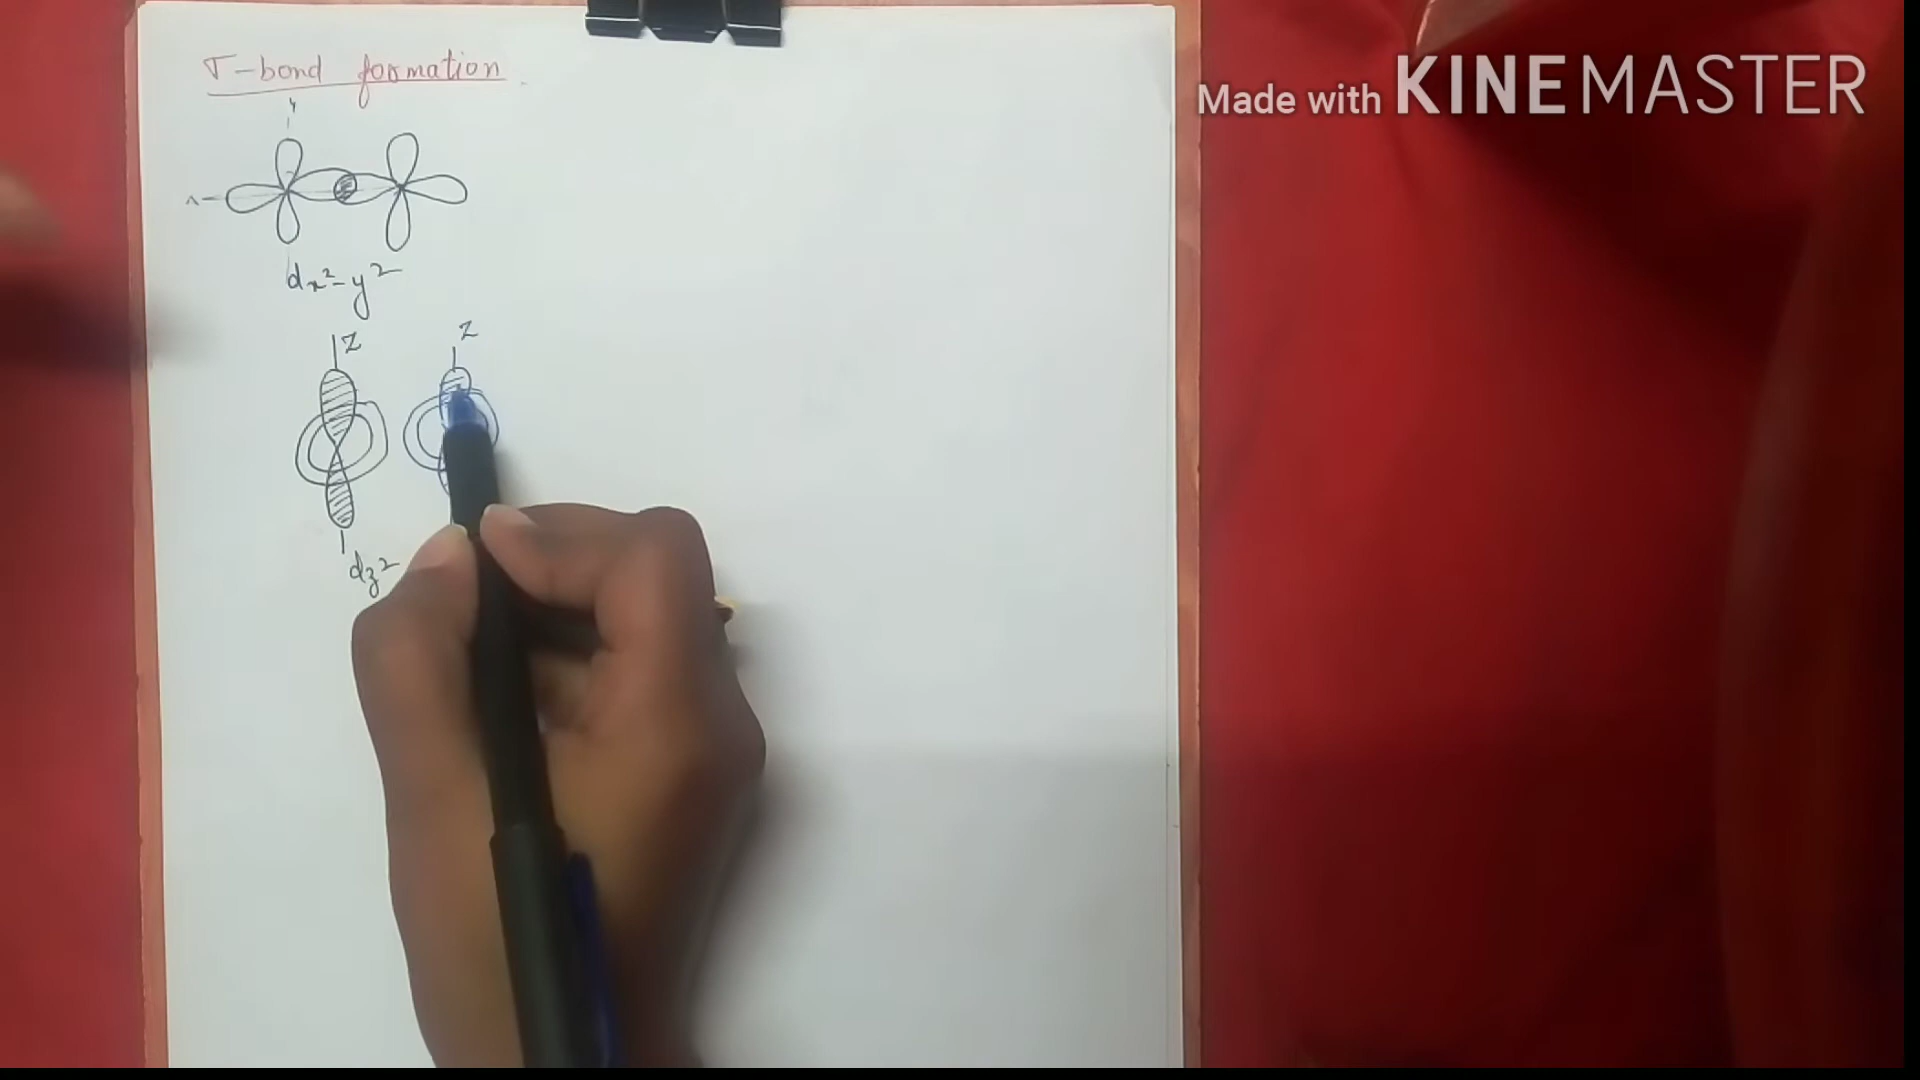 σ-bond formation
Made with KINEMASTER
y
x
dx²-y²
Z
Z
dz²